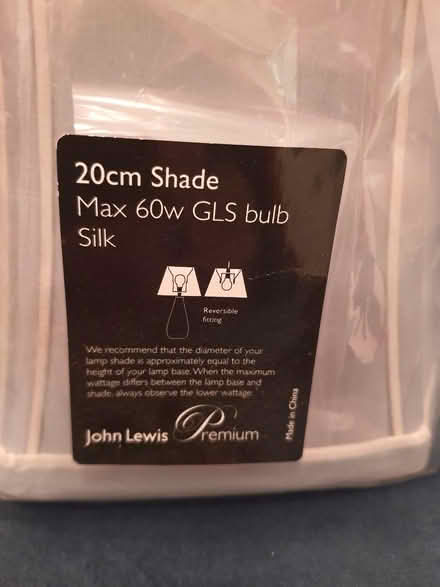 20cm Shade
Max 60w GLS bulb
Silk
Reversible
fitting
We recommend that the diameter of your
lamp shade is approximately equal to the
height of your lamp base. When the maximum
wattage differs between the lamp base and
shade, always observe the lower wattage.
John Lewis Premium
Made in China